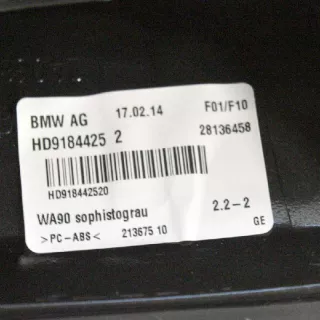 BMW AG 17.02.14 F01/F10
HD9184425 2 28136458
HD918442520
WA90 sophistograu 2.2-2
>PC-ABS< 213675 10 GE